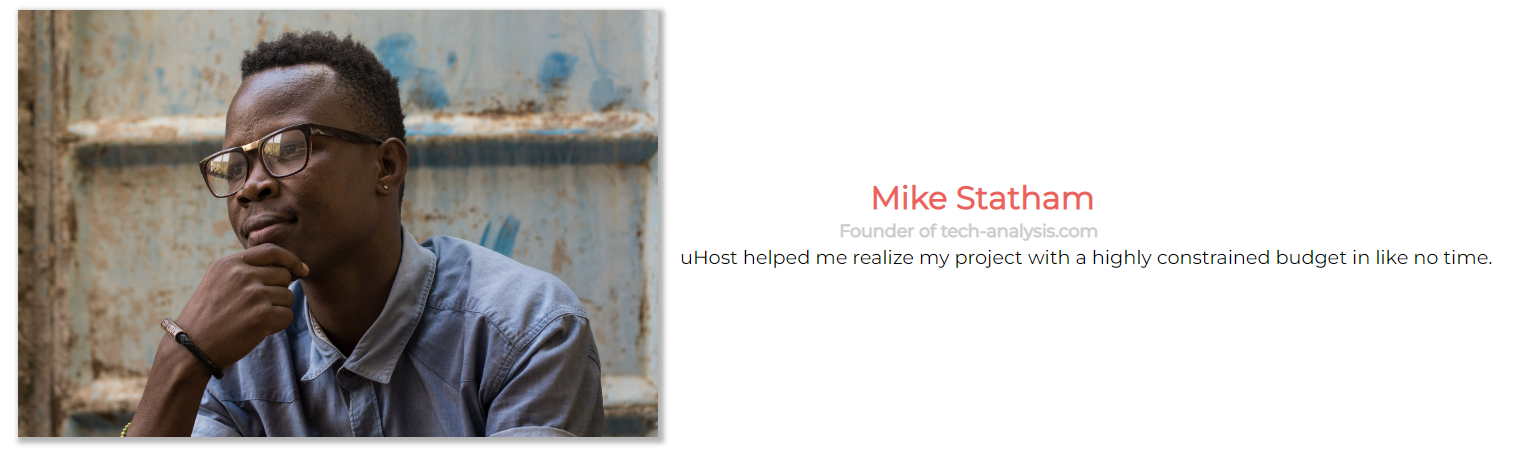 Mike Statham
Founder of tech-analysis.com
uHost helped me realize my project with a highly constrained budget in like no time.